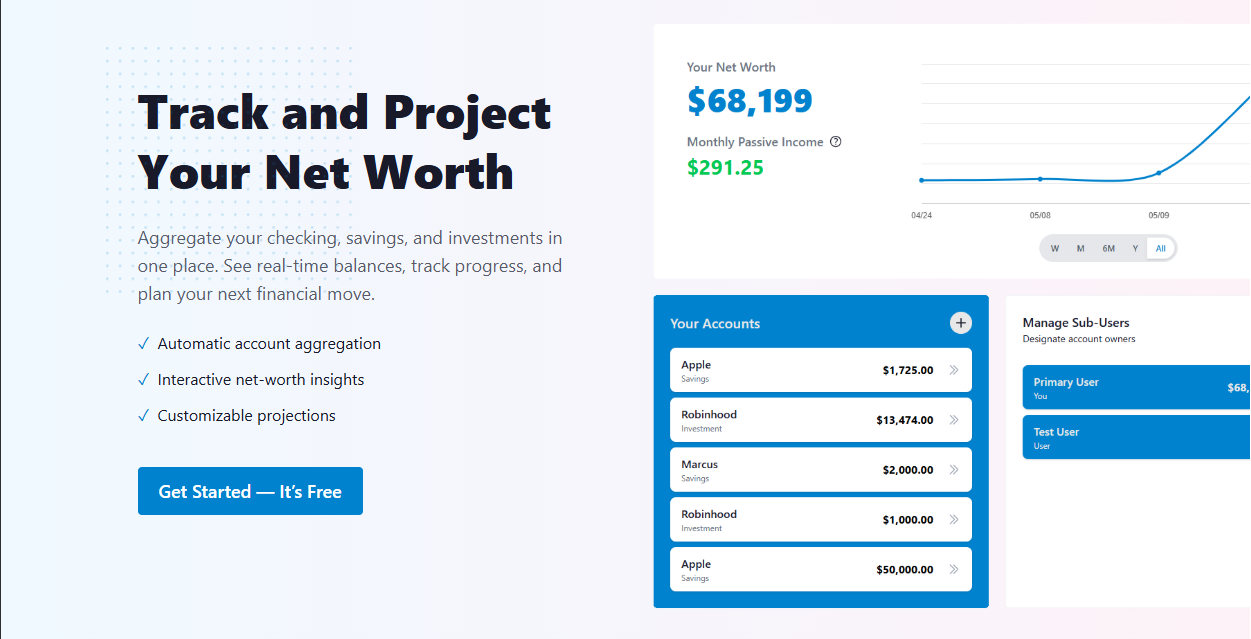 Track and Project
Your Net Worth
Aggregate your checking, savings, and investments in
one place. See real-time balances, track progress, and
plan your next financial move.
✓ Automatic account aggregation
✓ Interactive net-worth insights
✓ Customizable projections
Get Started — It's Free
Your Net Worth
$68,199
Monthly Passive Income
$291.25
04/24 05/08 05/09
W M 6M Y All
Your Accounts
Apple $1,725.00
Savings
Robinhood $13,474.00
Investment
Marcus $2,000.00
Savings
Robinhood $1,000.00
Investment
Apple $50,000.00
Savings
Manage Sub-Users
Designate account owners
Primary User $68,
You
Test User
User